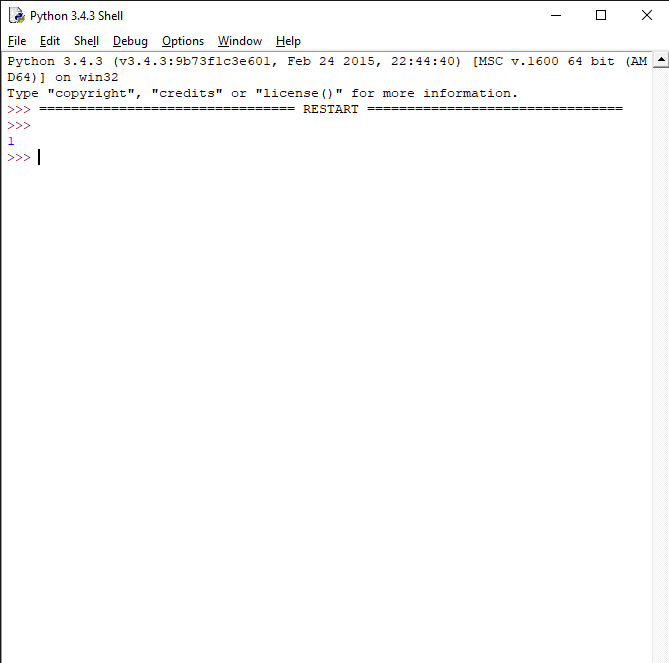 Python 3.4.3 Shell
File Edit Shell Debug Options Window Help
Python 3.4.3 (v3.4.3:9b73f1c3e601, Feb 24 2015, 22:44:40) [MSC v.1600 64 bit (AM
D64)] on win32
Type "copyright", "credits" or "license()" for more information.
>>> ================================ RESTART ================================
>>>
1
>>>